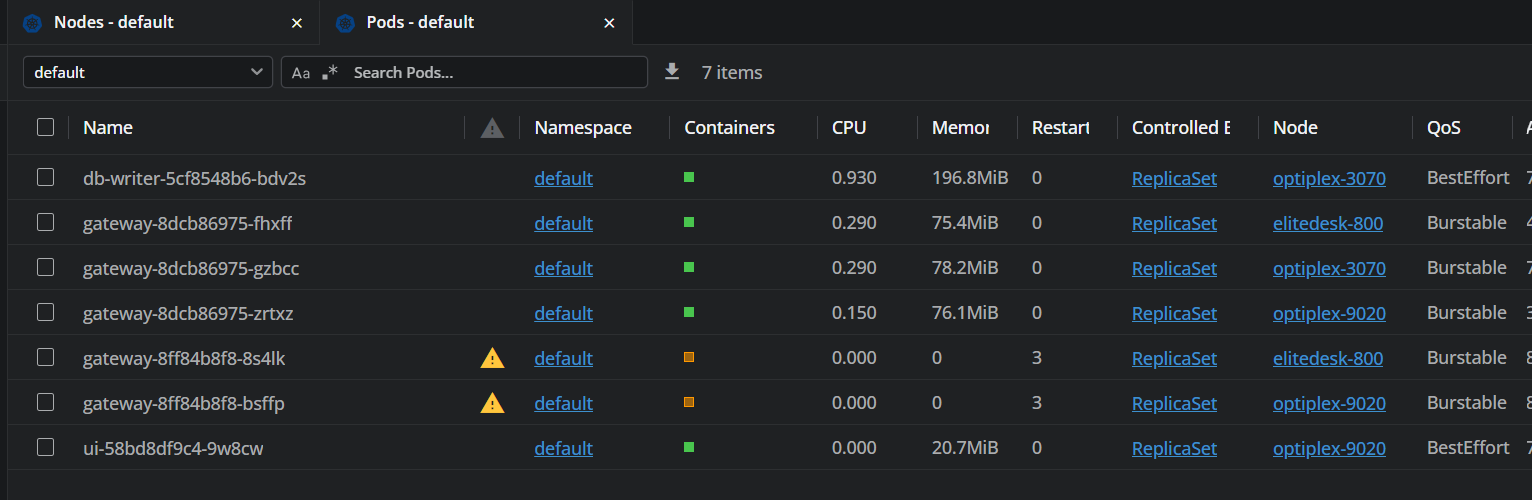 Nodes - default × Pods - default ×
default Aa .* Search Pods... 7 items
Name Namespace Containers CPU Memor Restart Controlled B Node QoS A
db-writer-5cf8548b6-bdv2s default 0.930 196.8MiB 0 ReplicaSet optiplex-3070 BestEffort 7
gateway-8dcb86975-fhxff default 0.290 75.4MiB 0 ReplicaSet elitedesk-800 Burstable 4
gateway-8dcb86975-gzbcc default 0.290 78.2MiB 0 ReplicaSet optiplex-3070 Burstable 7
gateway-8dcb86975-zrtxz default 0.150 76.1MiB 0 ReplicaSet optiplex-9020 Burstable 3
gateway-8ff84b8f8-8s4lk default 0.000 0 3 ReplicaSet elitedesk-800 Burstable 8
gateway-8ff84b8f8-bsffp default 0.000 0 3 ReplicaSet optiplex-9020 Burstable 8
ui-58bd8df9c4-9w8cw default 0.000 20.7MiB 0 ReplicaSet optiplex-9020 BestEffort 7